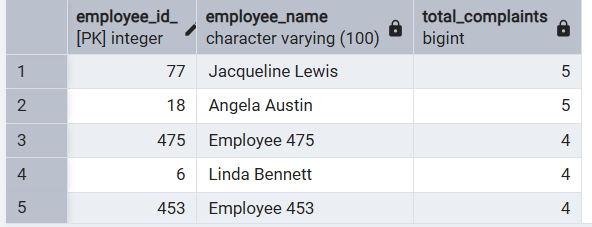 employee_id_ employee_name total_complaints
[PK] integer character varying (100) bigint
1 77 Jacqueline Lewis 5
2 18 Angela Austin 5
3 475 Employee 475 4
4 6 Linda Bennett 4
5 453 Employee 453 4